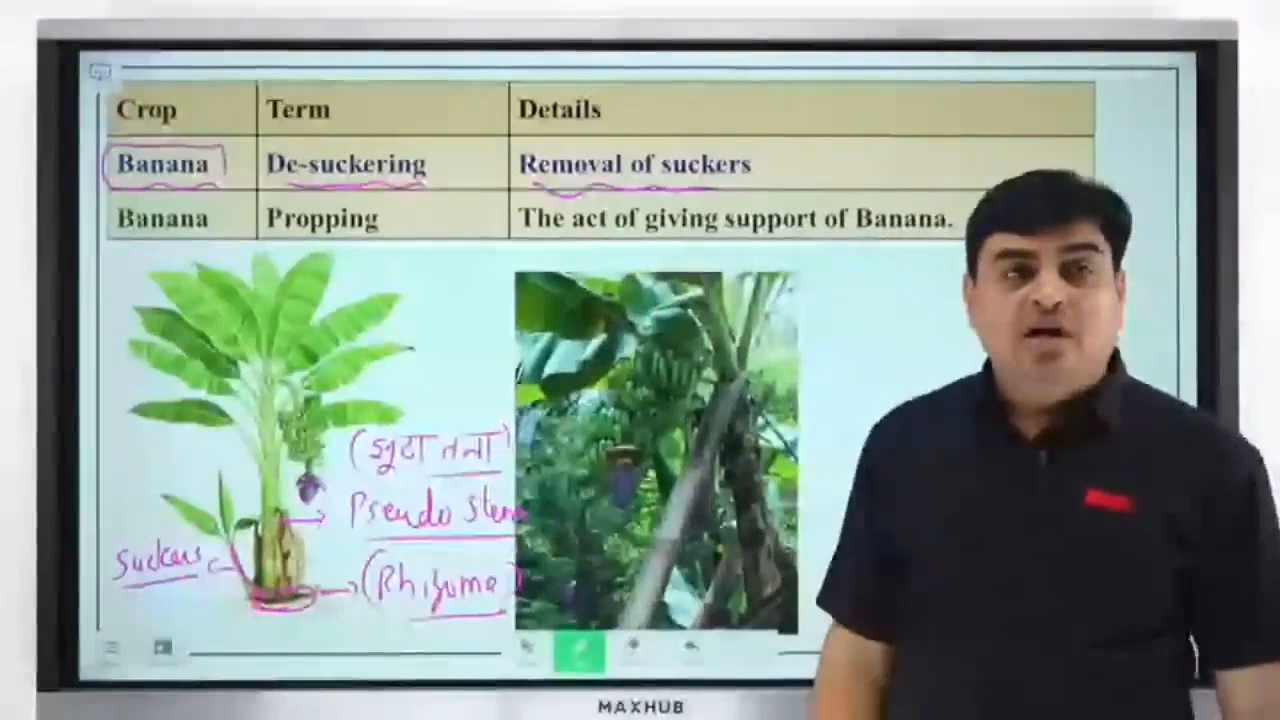 Crop Term Details
Banana De-suckering Removal of suckers
Banana Propping The act of giving support of Banana.
(झुठा तना)
Pseudo stem
Suckers
(Rhizome)
MAXHUB